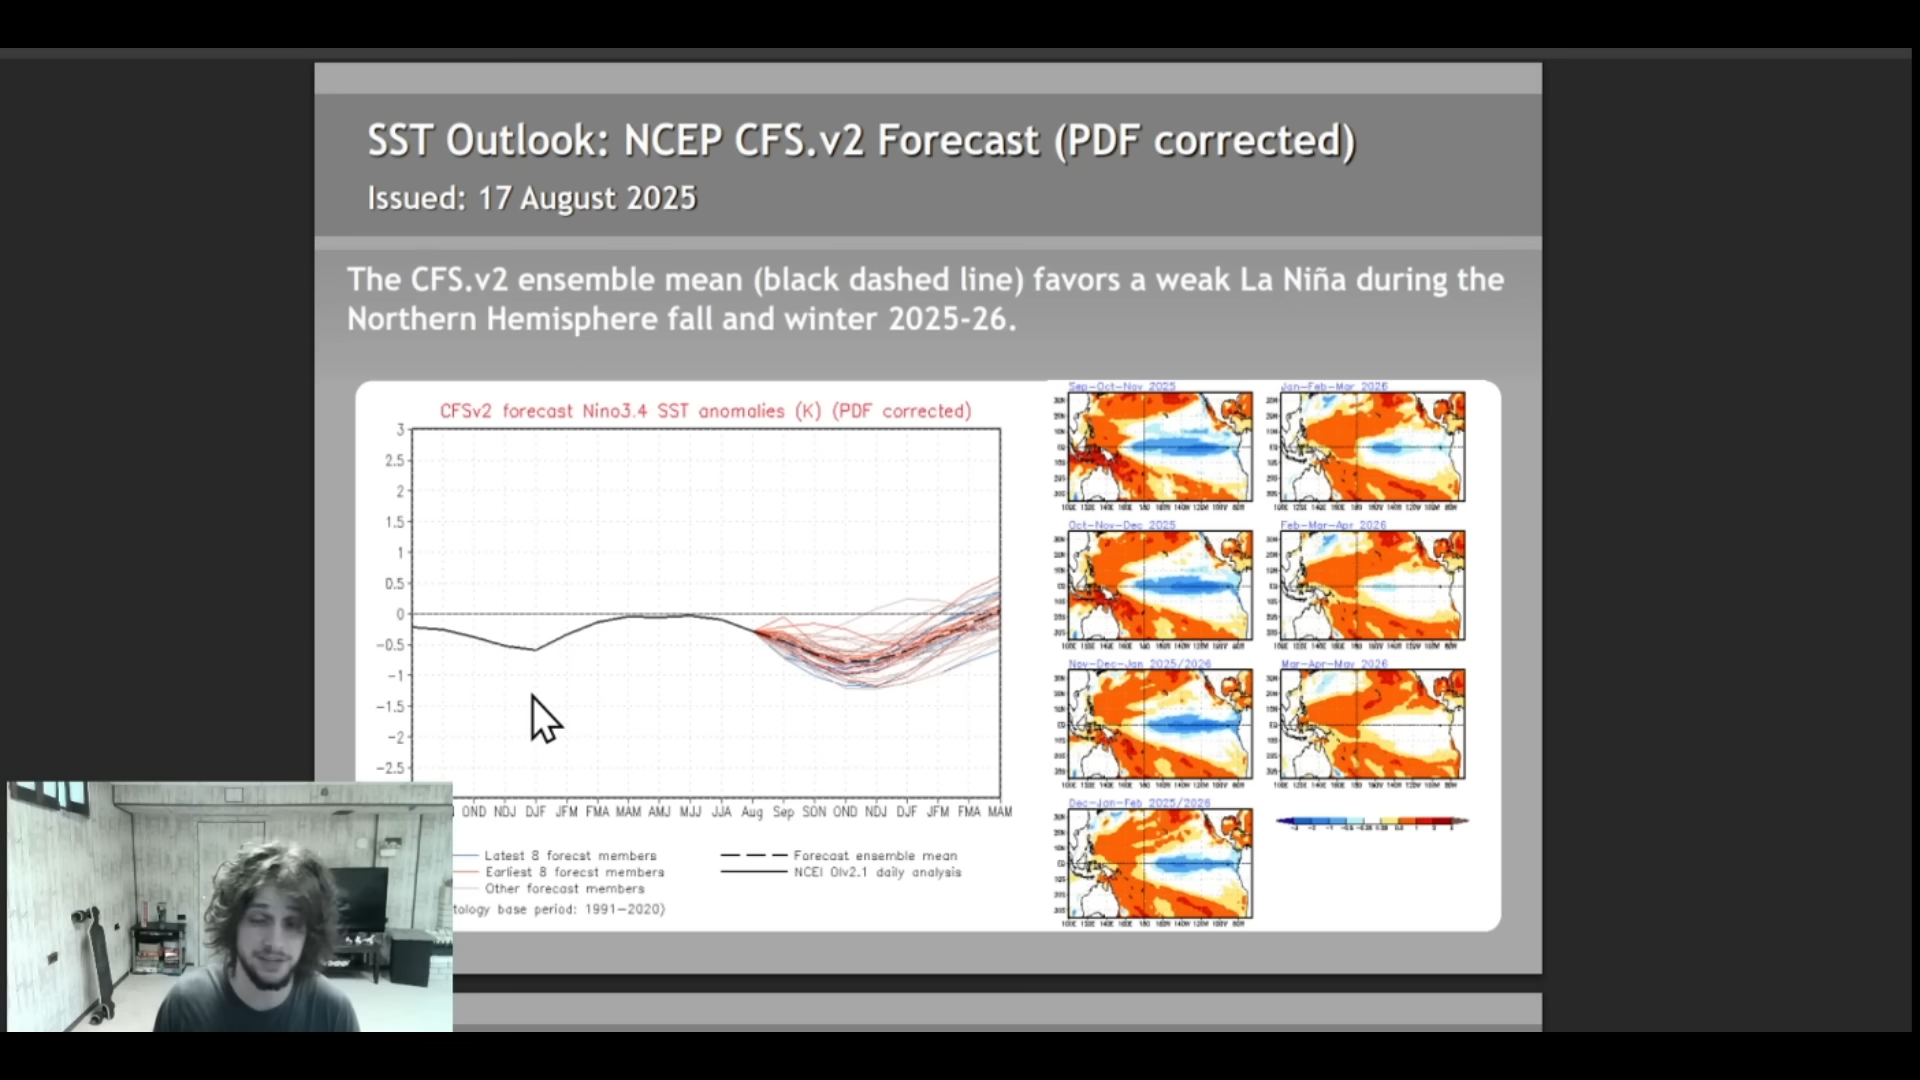 SST Outlook: NCEP CFS.v2 Forecast (PDF corrected)
Issued: 17 August 2025
The CFS.v2 ensemble mean (black dashed line) favors a weak La Niña during the
Northern Hemisphere fall and winter 2025-26.
CFSv2 forecast Nino3.4 SST anomalies (K) (PDF corrected)
3
2.5
2
1.5
1
0.5
0
-0.5
-1
-1.5
-2
-2.5
OND NDJ DJF JFM FMA MAM AMJ MJJ JJA Aug Sep SON OND NDJ DJF JFM FMA MAM
Latest 8 forecst members
Earliest 8 forecst members
Other forecast members
Forecast ensemble mean
NCEI OIv2.1 daily analysis
tology base period: 1991-2020)
Sep-Oct-Nov 2025
Jan-Feb-Mar 2026
Oct-Nov-Dec 2025
Feb-Mar-Apr 2026
Nov-Dec-Jan 2025/2026
Mar-Apr-May 2026
Dec-Jan-Feb 2025/2026